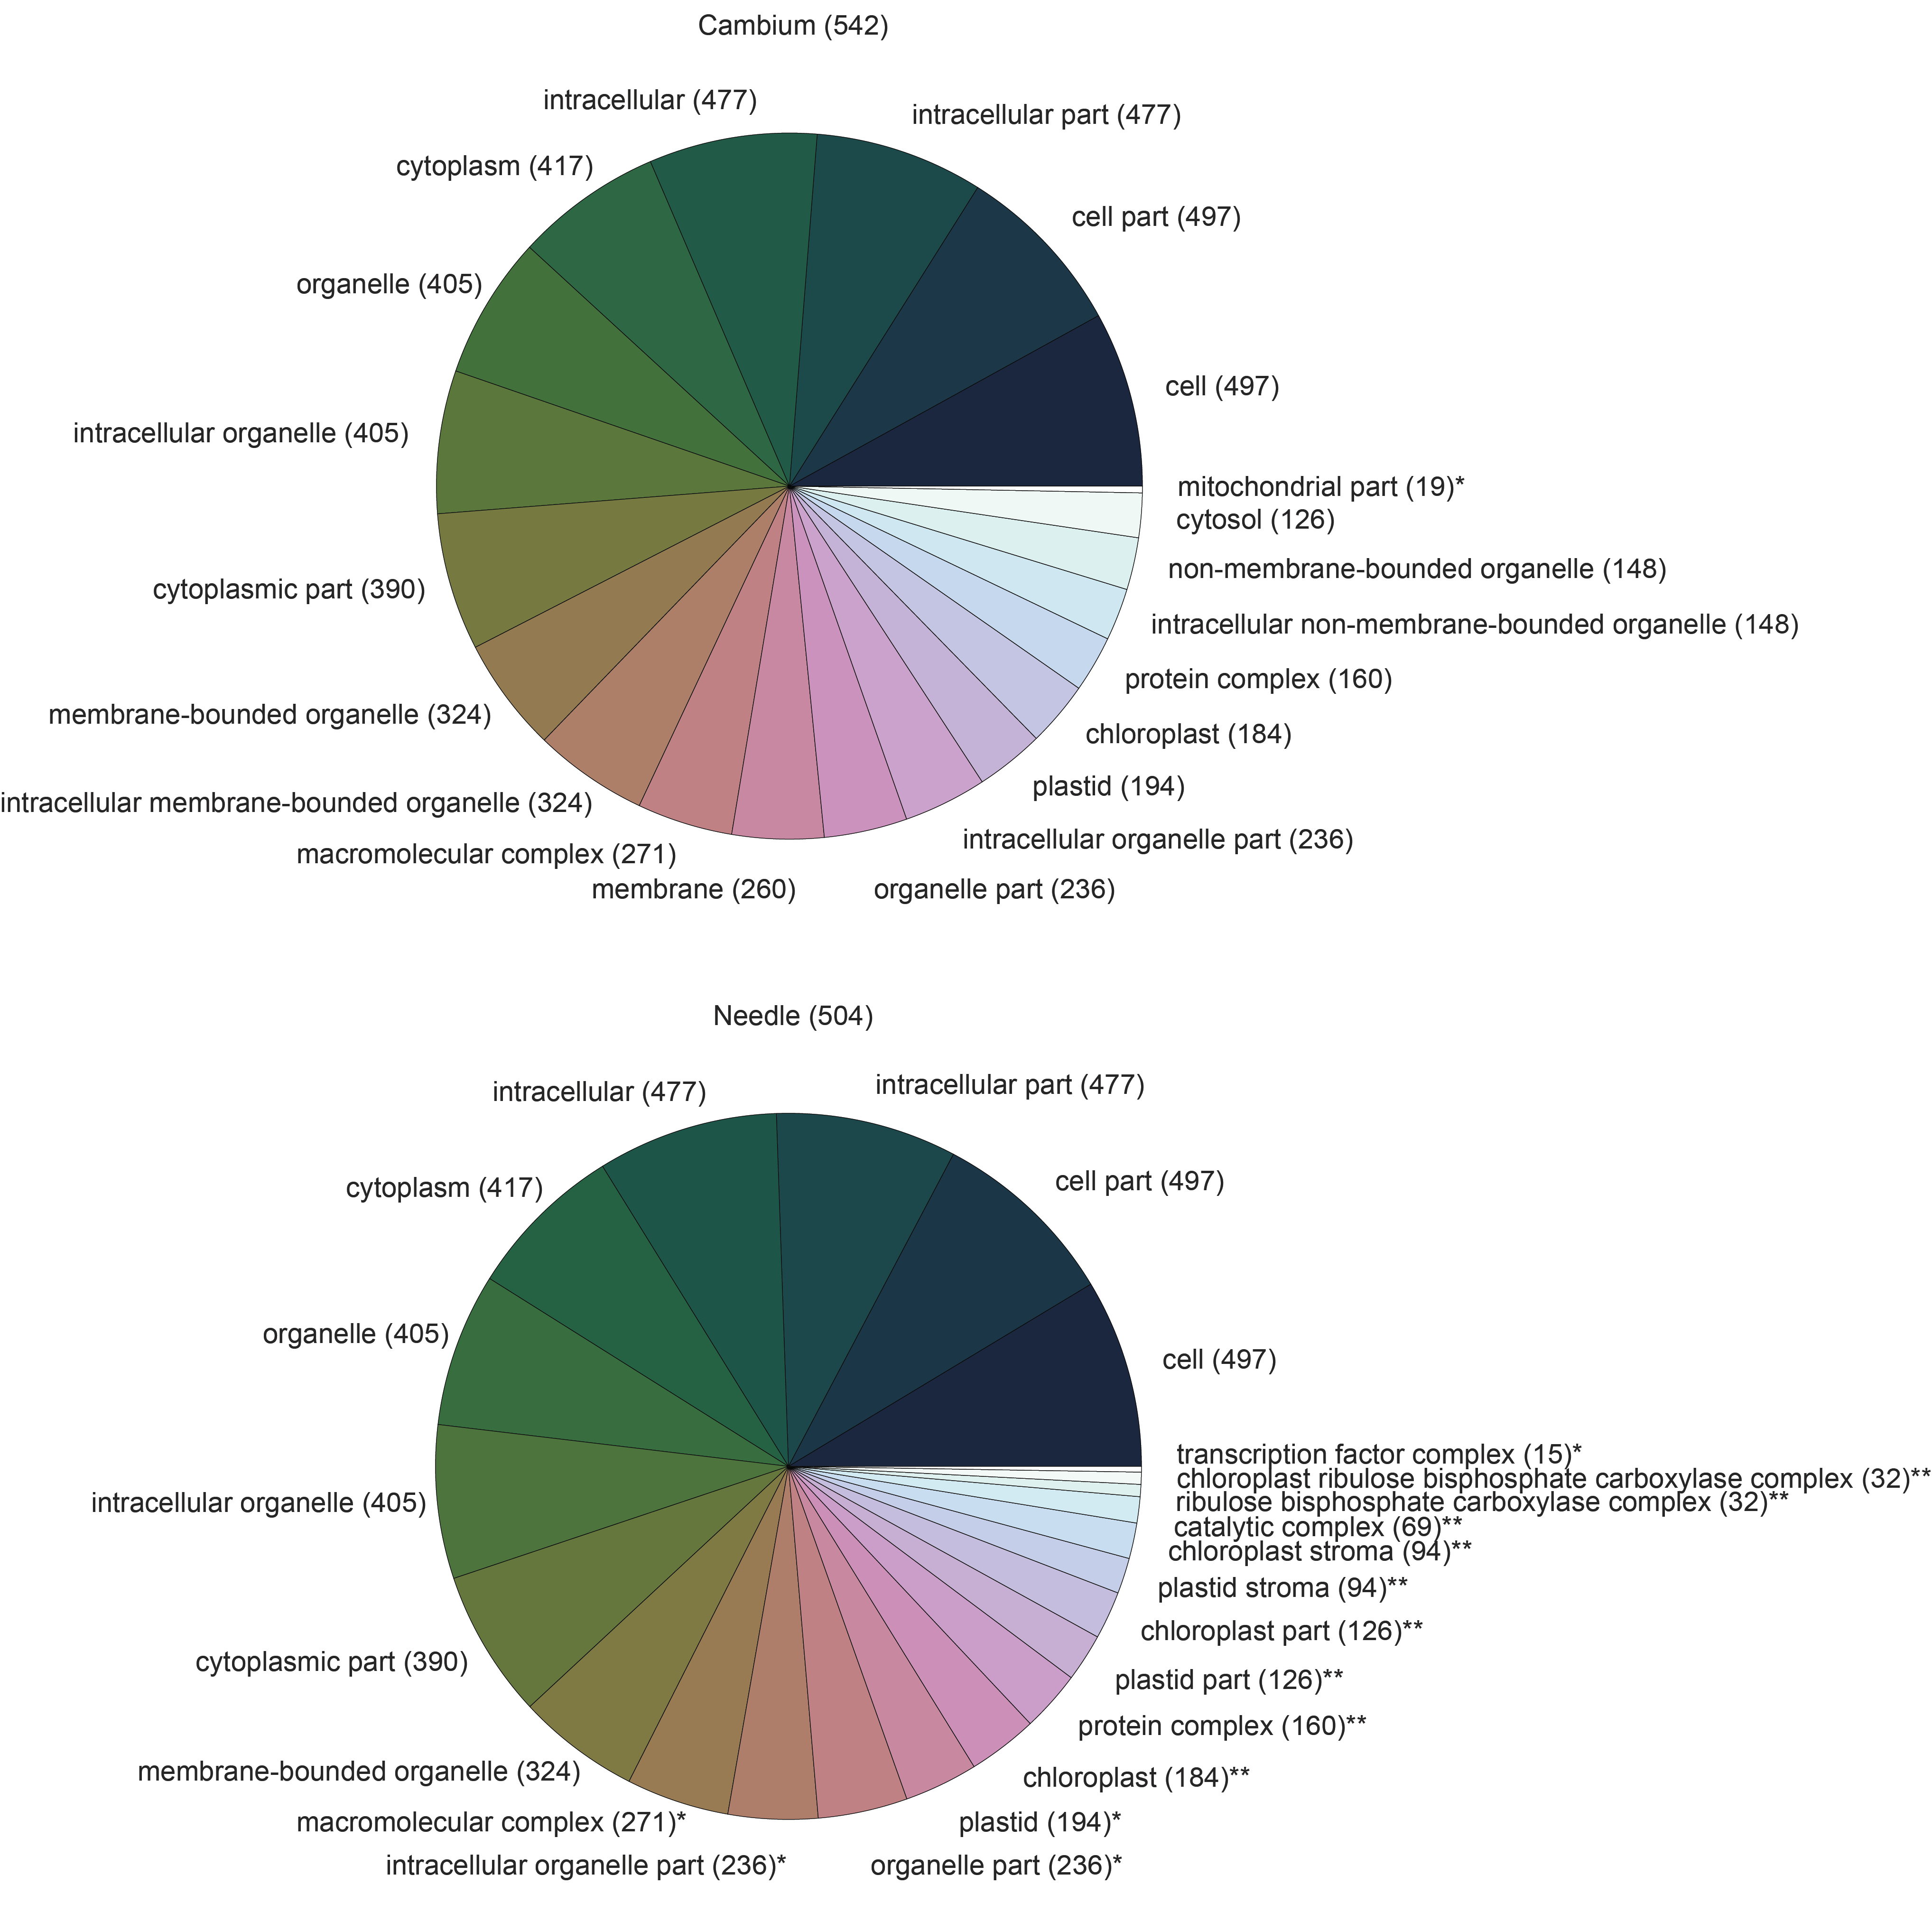 Cambium (542)
intracellular (477)
intracellular part (477)
cytoplasm (417)
cell part (497)
organelle (405)
cell (497)
intracellular organelle (405)
mitochondrial part (19)*
cytosol (126)
non-membrane-bounded organelle (148)
cytoplasmic part (390)
intracellular non-membrane-bounded organelle (148)
protein complex (160)
membrane-bounded organelle (324)
chloroplast (184)
plastid (194)
intracellular membrane-bounded organelle (324)
intracellular organelle part (236)
macromolecular complex (271)
membrane (260)
organelle part (236)
Needle (504)
intracellular (477)
intracellular part (477)
cytoplasm (417)
cell part (497)
organelle (405)
cell (497)
transcription factor complex (15)*
chloroplast ribulose bisphosphate carboxylase complex (32)**
intracellular organelle (405)
ribulose bisphosphate carboxylase complex (32)**
catalytic complex (69)**
chloroplast stroma (94)**
plastid stroma (94)**
chloroplast part (126)**
cytoplasmic part (390)
plastid part (126)**
protein complex (160)**
membrane-bounded organelle (324)
chloroplast (184)**
macromolecular complex (271)*
plastid (194)*
intracellular organelle part (236)*
organelle part (236)*